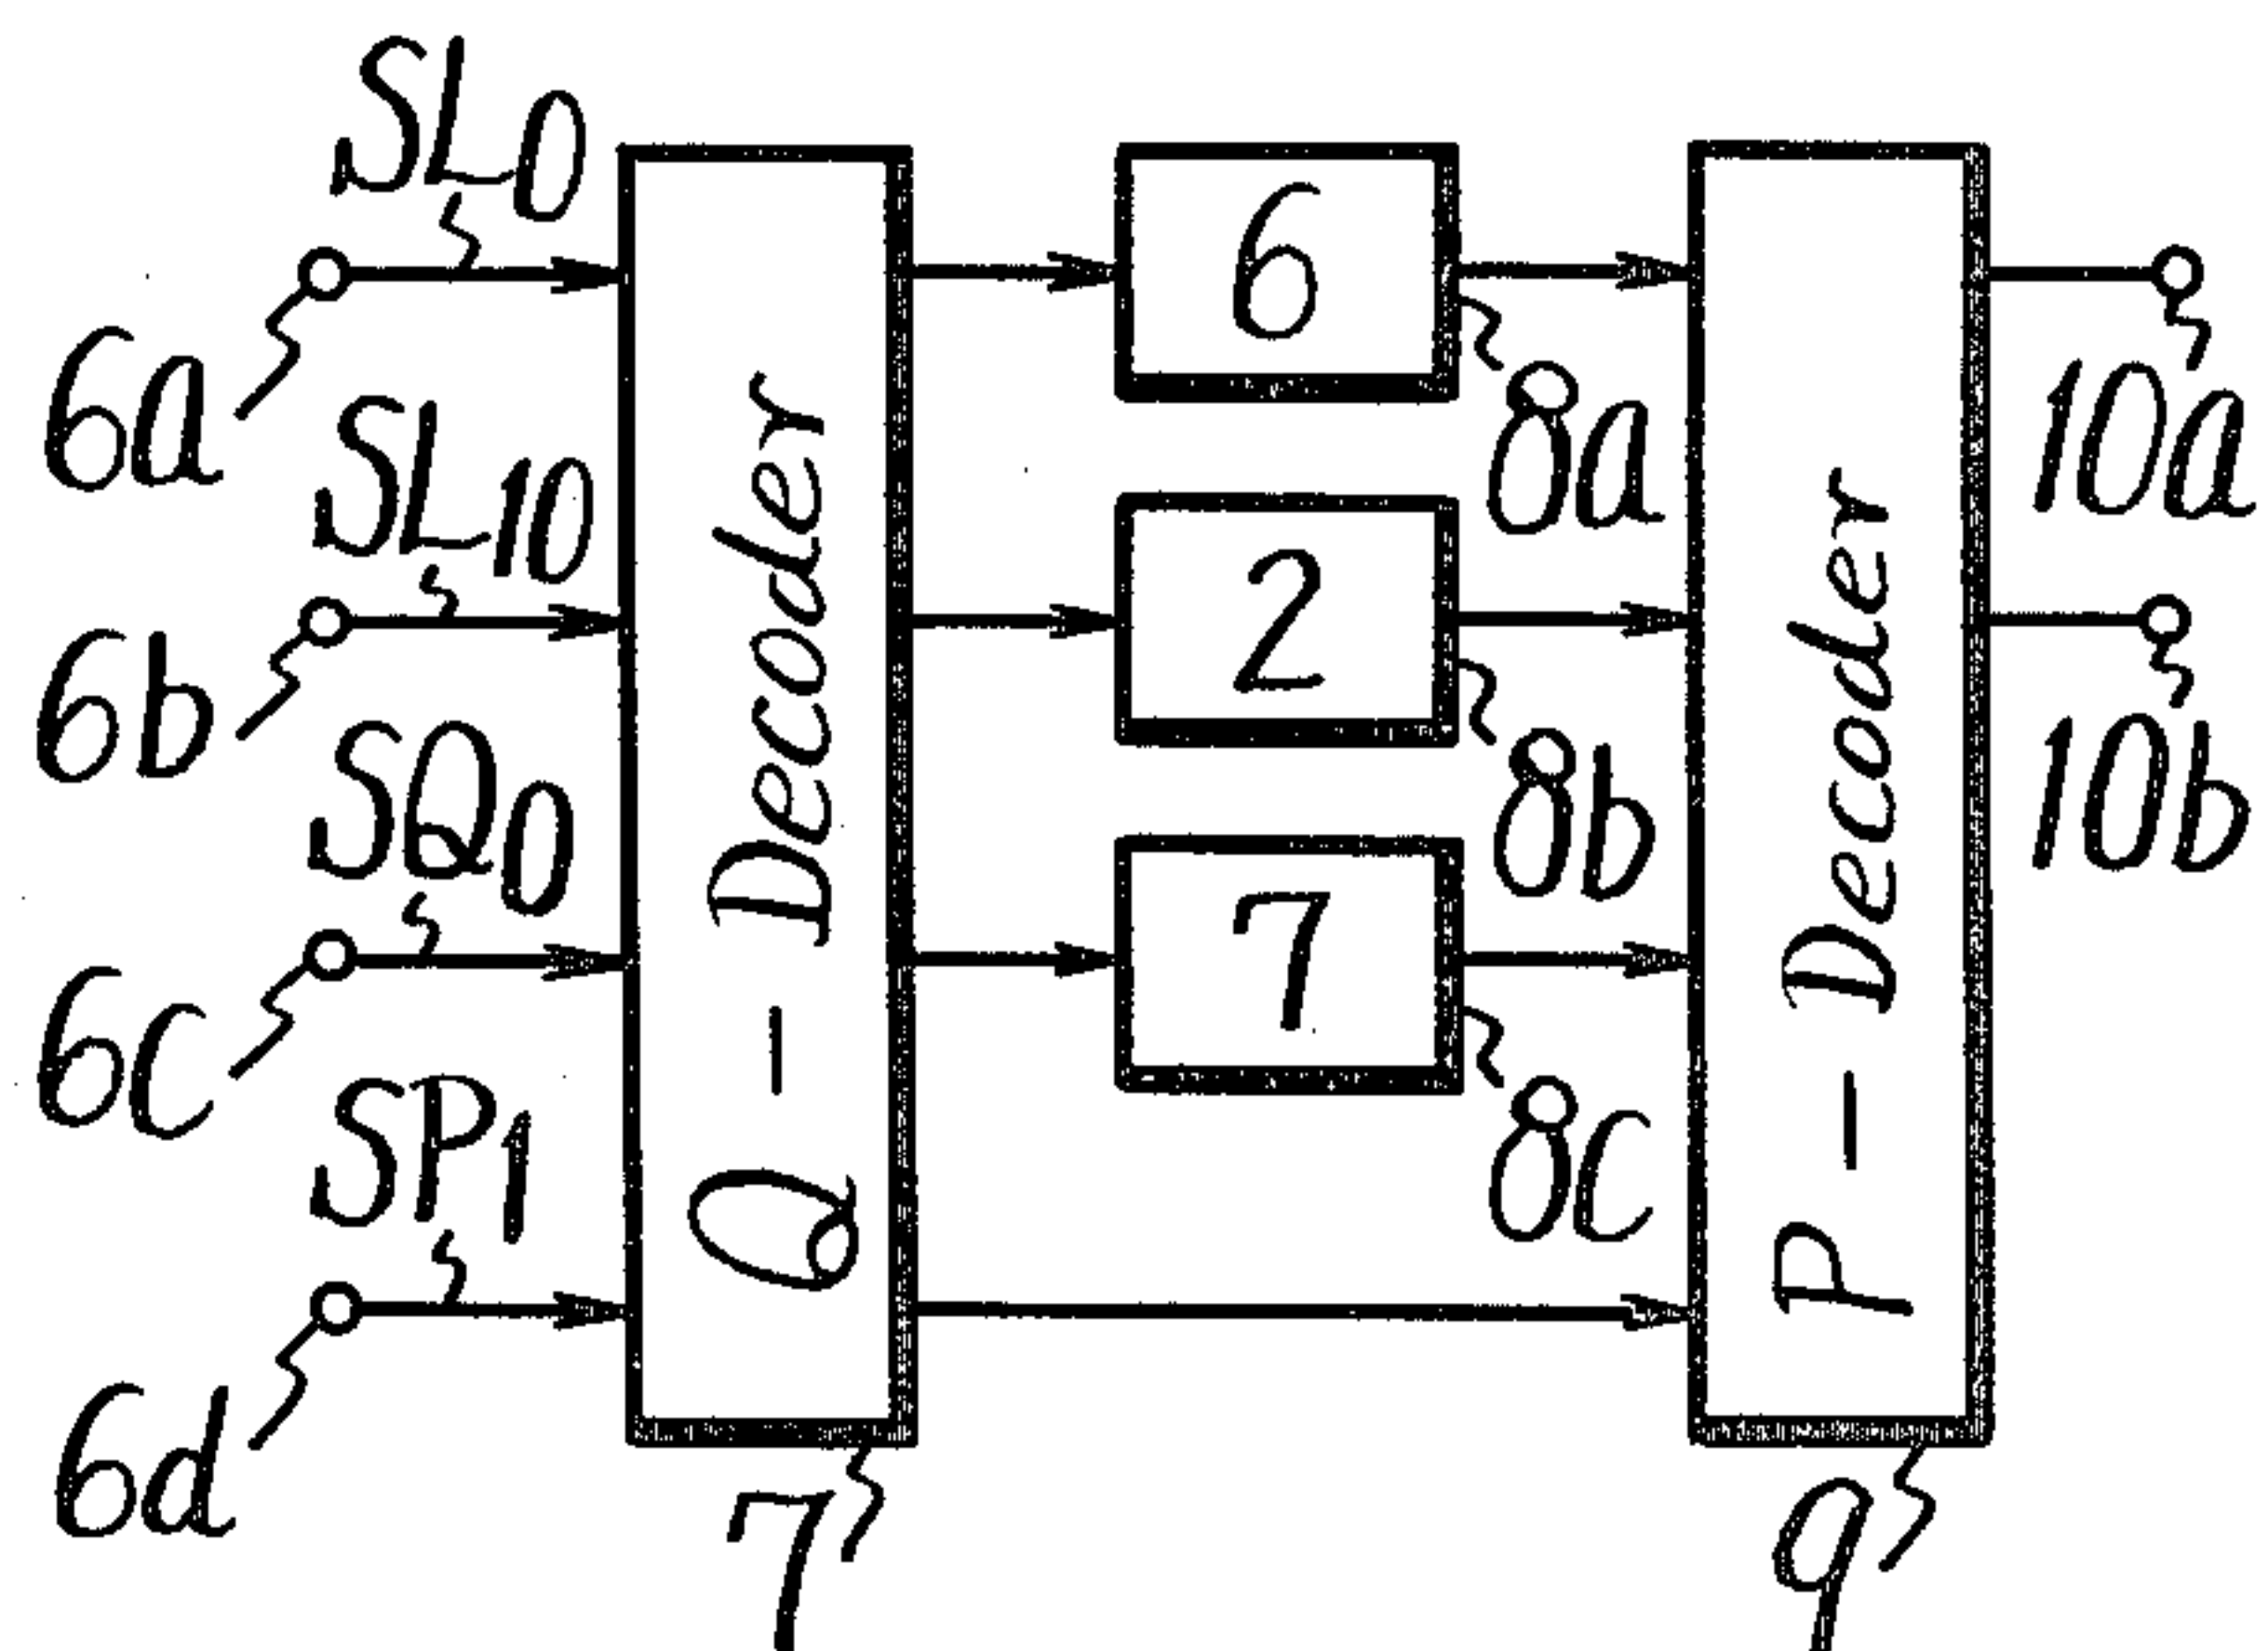 SL0
6a
SL10
6b
SQ0
6c
SP1
6d
Q - Decoder
7
6
8a
2
8b
7
8c
P - Decoder
9
10a
10b